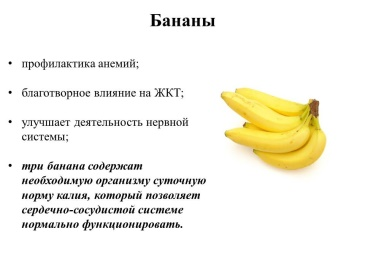 Бананы
• профилактика анемий;
• благотворное влияние на ЖКТ;
• улучшает деятельность нервной
системы;
• три банана содержат
необходимую организму суточную
норму калия, который позволяет
сердечно-сосудистой системе
нормально функционировать.